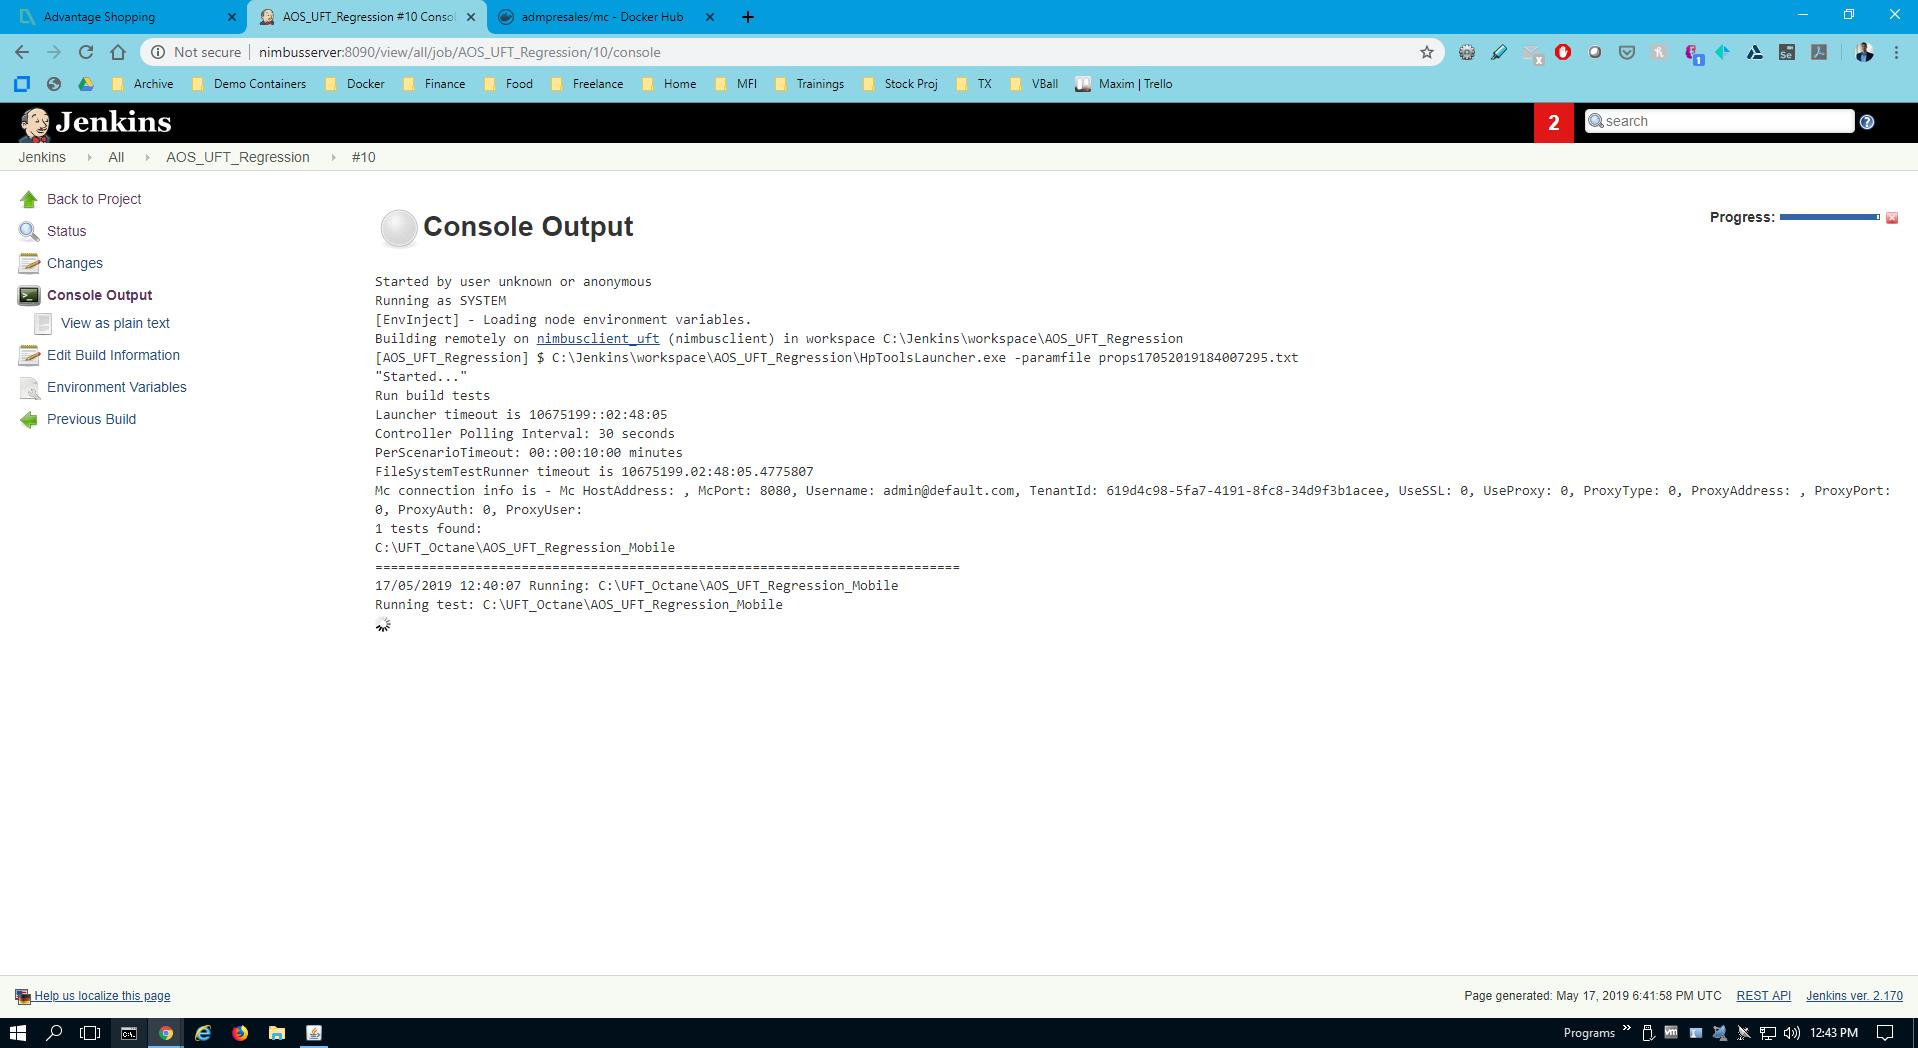 Advantage Shopping
AOS_UFT_Regression #10 Conso
admpresales/mc - Docker Hub
Not secure
nimbusserver:8090/view/all/job/AOS_UFT_Regression/10/console
Archive Demo Containers Docker Finance Food Freelance Home MFI Trainings Stock Proj TX VBall Maxim | Trello
Jenkins
2
search
Jenkins All AOS_UFT_Regression #10
Back to Project
Status
Changes
Console Output
View as plain text
Edit Build Information
Environment Variables
Previous Build
Console Output
Progress:
Started by user unknown or anonymous
Running as SYSTEM
[EnvInject] - Loading node environment variables.
Building remotely on nimbusclient_uft (nimbusclient) in workspace C:\Jenkins\workspace\AOS_UFT_Regression
[AOS_UFT_Regression] $ C:\Jenkins\workspace\AOS_UFT_Regression\HpToolsLauncher.exe -paramfile props17052019184007295.txt
"Started..."
Run build tests
Launcher timeout is 10675199::02:48:05
Controller Polling Interval: 30 seconds
PerScenarioTimeout: 00::00:10:00 minutes
FileSystemTestRunner timeout is 10675199.02:48:05.4775807
Mc connection info is - Mc HostAddress: , McPort: 8080, Username: admin@default.com, TenantId: 619d4c98-5fa7-4191-8fc8-34d9f3b1acee, UseSSL: 0, UseProxy: 0, ProxyType: 0, ProxyAddress: , ProxyPort:
0, ProxyAuth: 0, ProxyUser:
1 tests found:
C:\UFT_Octane\AOS_UFT_Regression_Mobile
============================================================================
17/05/2019 12:40:07 Running: C:\UFT_Octane\AOS_UFT_Regression_Mobile
Running test: C:\UFT_Octane\AOS_UFT_Regression_Mobile
Help us localize this page
Page generated: May 17, 2019 6:41:58 PM UTC REST API Jenkins ver. 2.170
Programs
12:43 PM